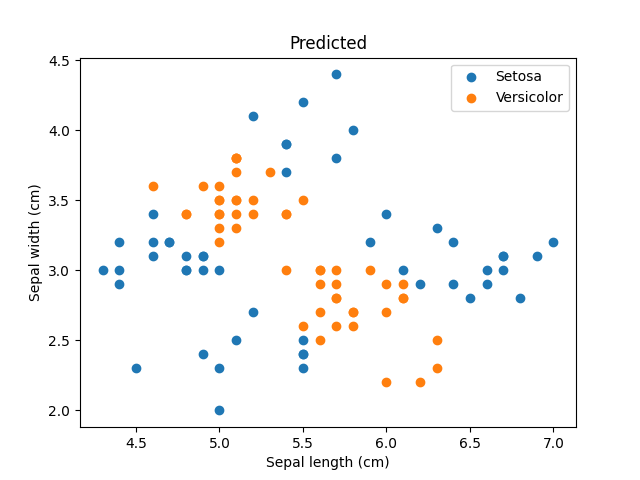 Predicted
Setosa
Versicolor
4.5
4.0
3.5
3.0
2.5
2.0
Sepal width (cm)
4.5 5.0 5.5 6.0 6.5 7.0
Sepal length (cm)